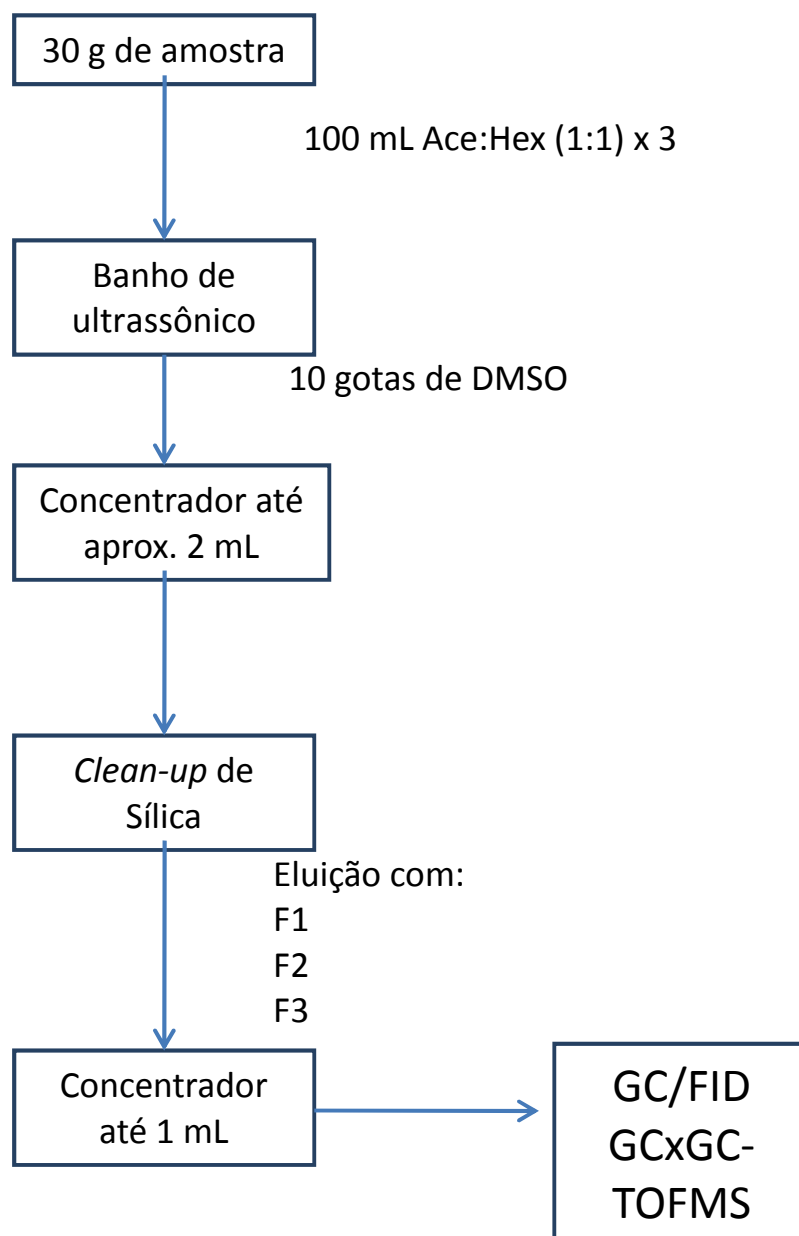 30 g de amostra
100 mL Ace:Hex (1:1) x 3
Banho de
ultrassônico
10 gotas de DMSO
Concentrador até
aprox. 2 mL
Clean-up de
Sílica
Eluição com:
F1
F2
F3
Concentrador
até 1 mL
GC/FID
GCxGC-
TOFMS